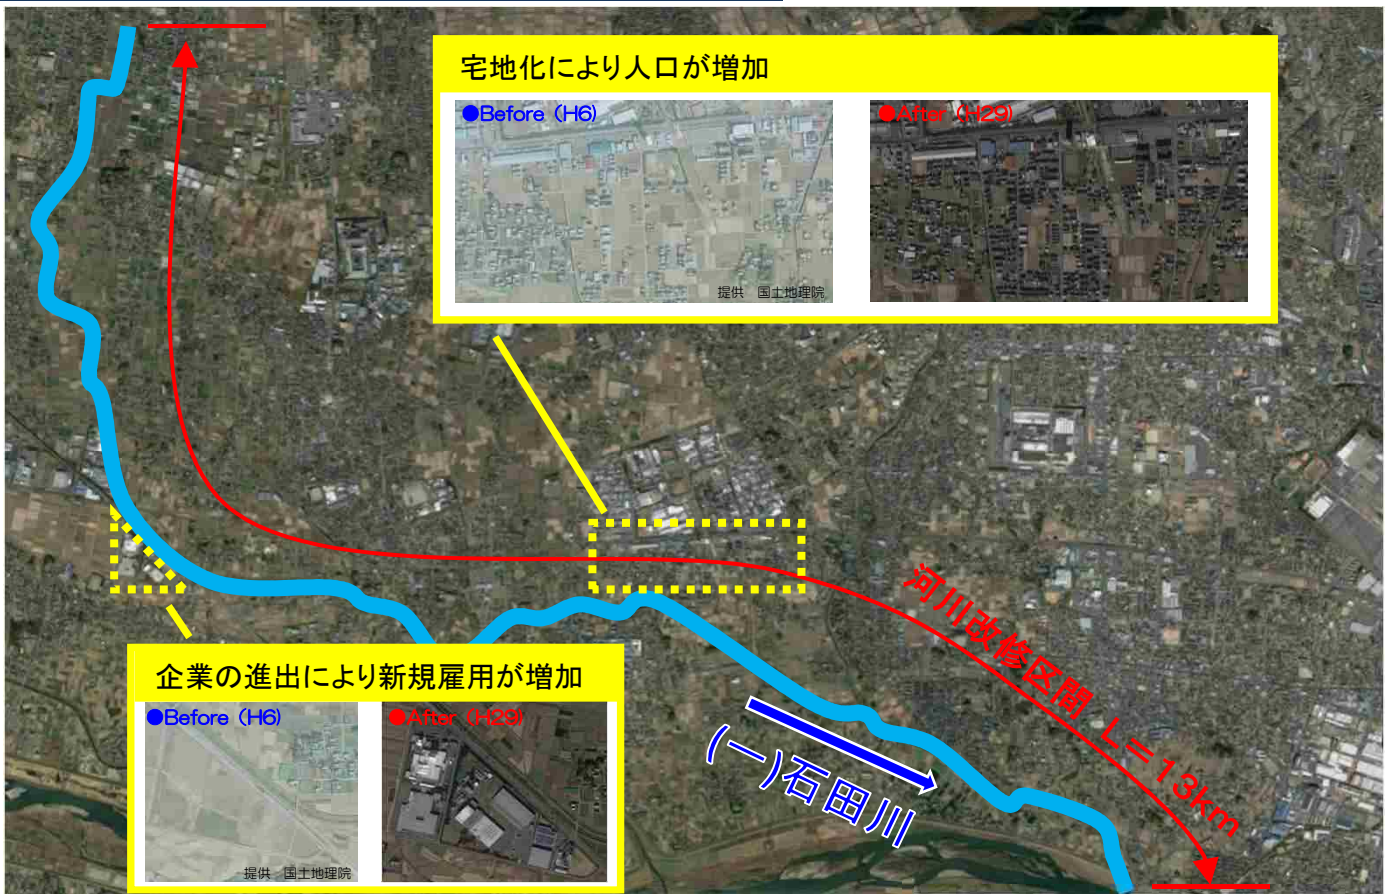 宅地化により人口が増加
●Before (H6)
●After (H29)
提供 国土地理院
企業の進出により新規雇用が増加
●Before (H6)
●After (H29)
提供 国土地理院
河川改修区間 L=13km
(一)石田川